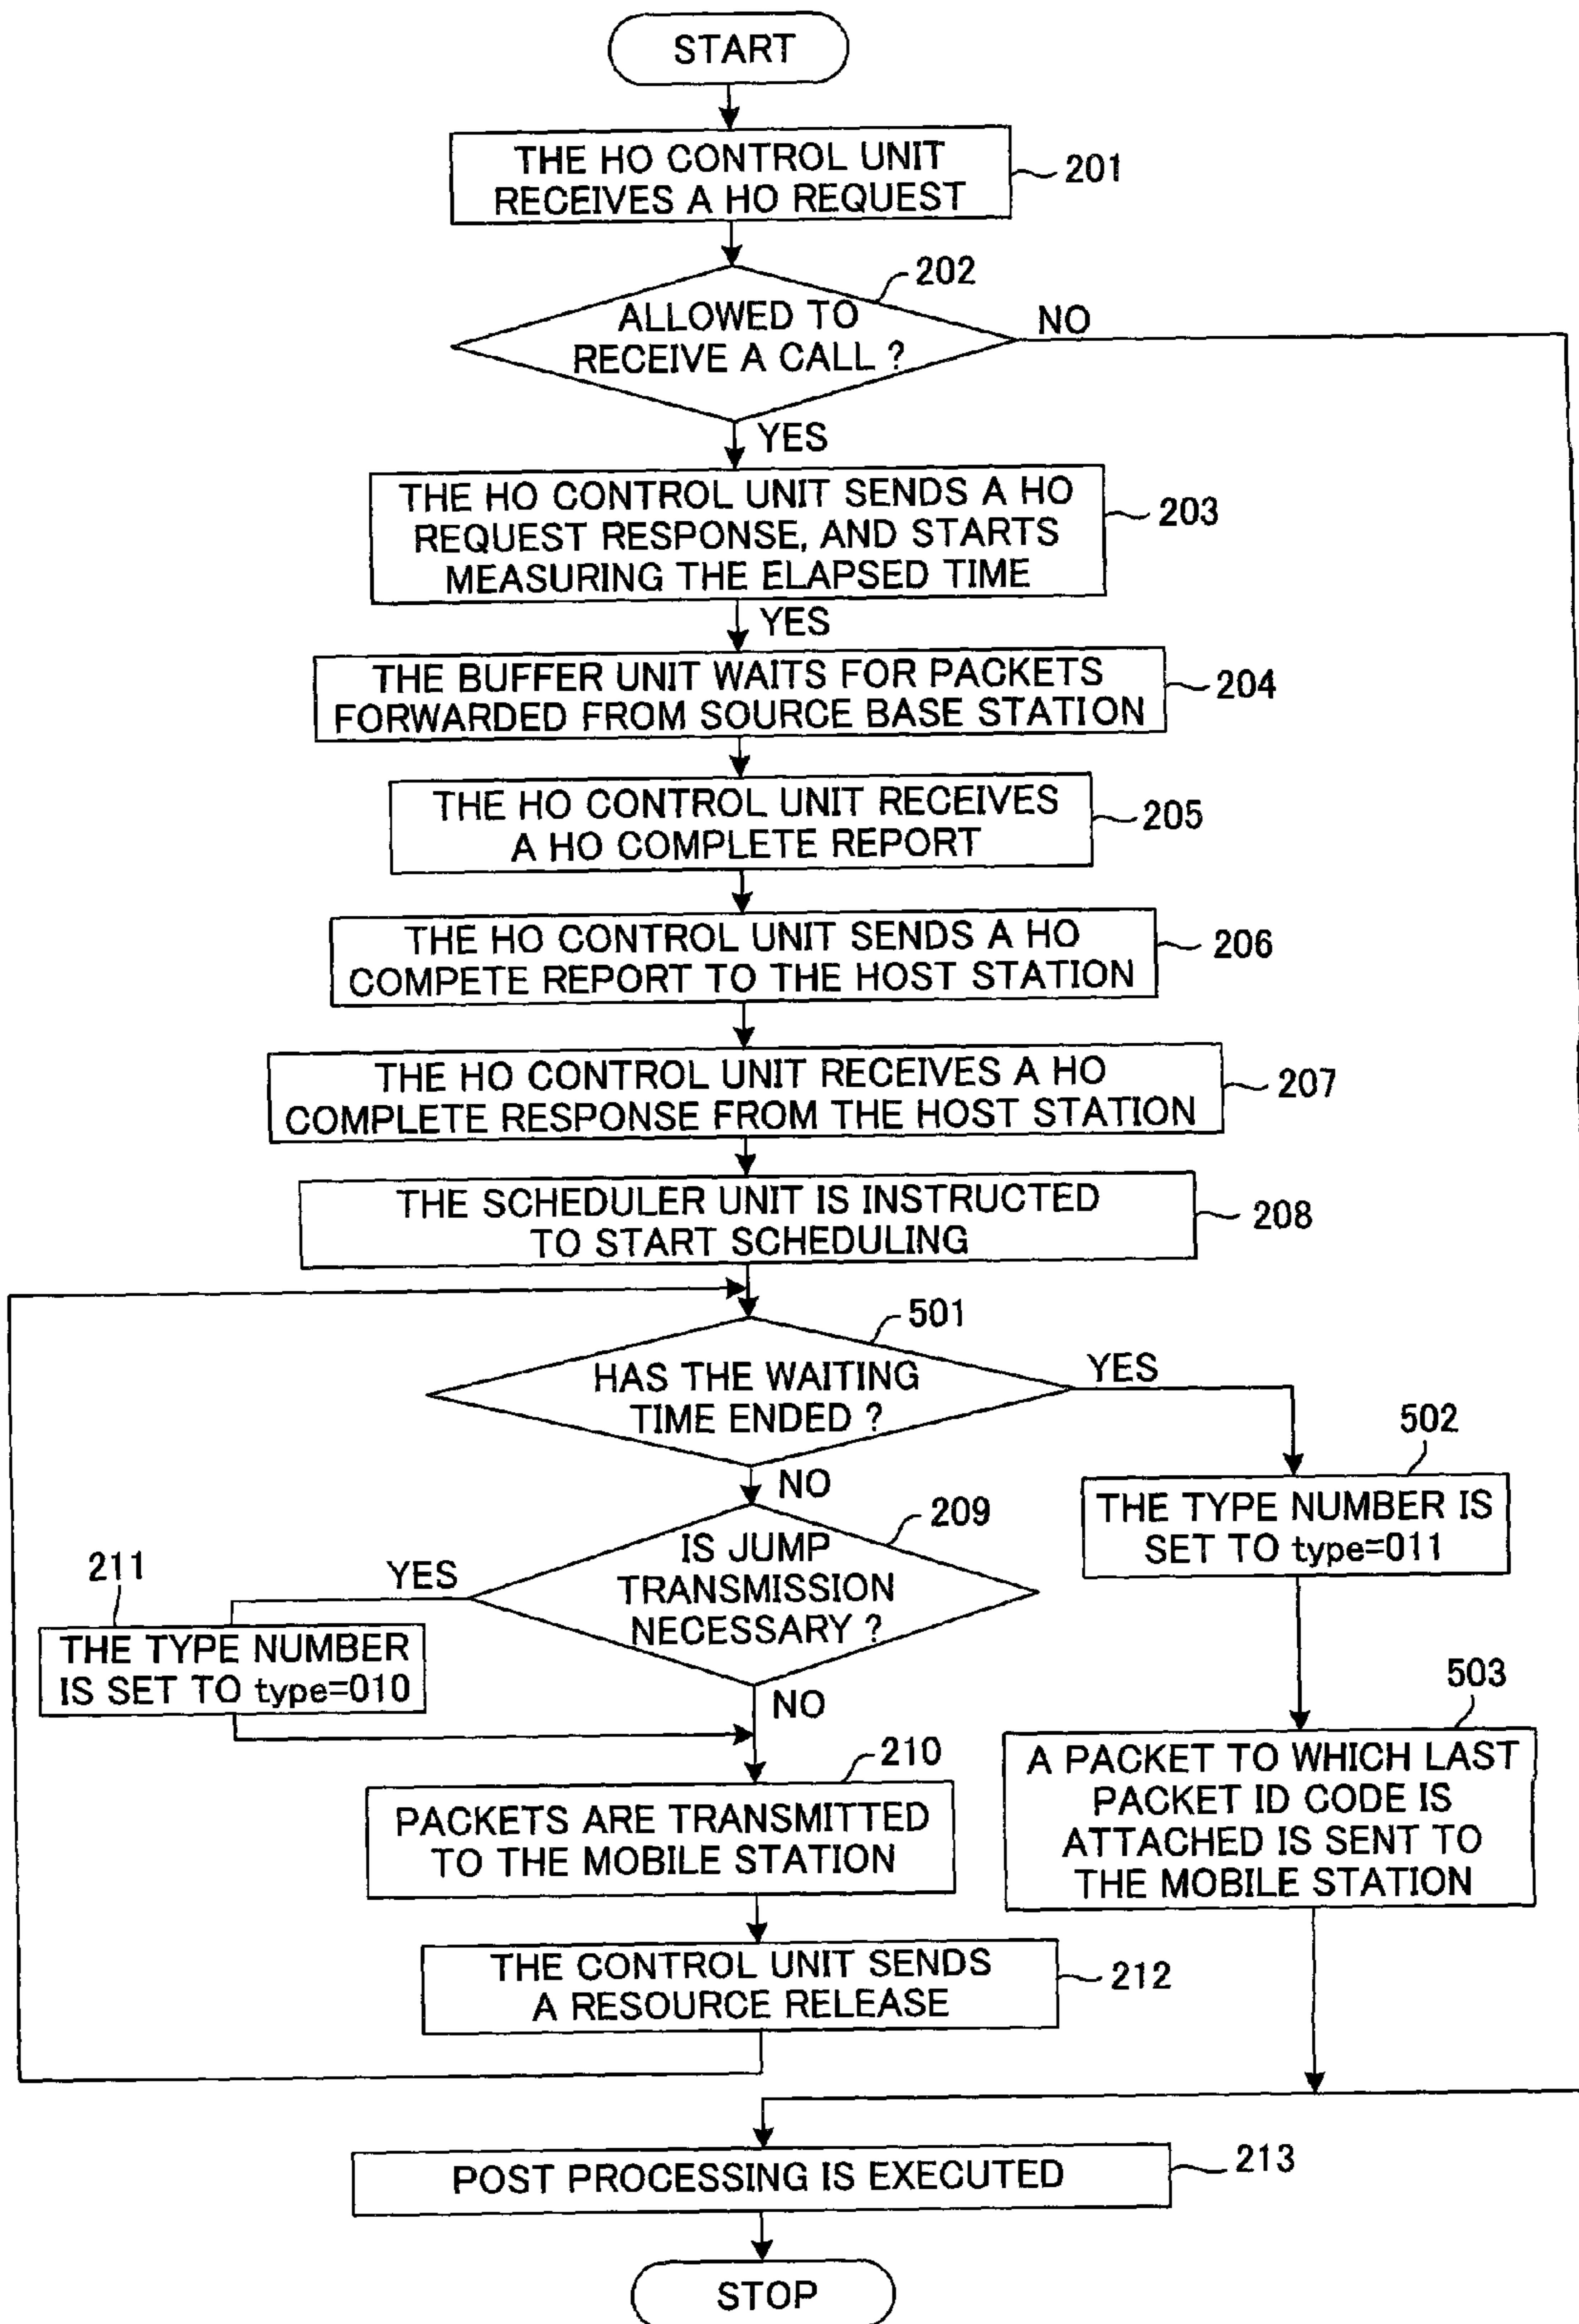 START
THE HO CONTROL UNIT
RECEIVES A HO REQUEST
201
202
ALLOWED TO
RECEIVE A CALL ?
NO
YES
THE HO CONTROL UNIT SENDS A HO
REQUEST RESPONSE, AND STARTS
MEASURING THE ELAPSED TIME
203
YES
THE BUFFER UNIT WAITS FOR PACKETS
FORWARDED FROM SOURCE BASE STATION
204
THE HO CONTROL UNIT RECEIVES
A HO COMPLETE REPORT
205
THE HO CONTROL UNIT SENDS A HO
COMPETE REPORT TO THE HOST STATION
206
THE HO CONTROL UNIT RECEIVES A HO
COMPLETE RESPONSE FROM THE HOST STATION
207
THE SCHEDULER UNIT IS INSTRUCTED
TO START SCHEDULING
208
501
HAS THE WAITING
TIME ENDED ?
YES
NO
502
THE TYPE NUMBER IS
SET TO type=011
209
IS JUMP
TRANSMISSION
NECESSARY ?
YES
211
THE TYPE NUMBER
IS SET TO type=010
NO
503
A PACKET TO WHICH LAST
PACKET ID CODE IS
ATTACHED IS SENT TO
THE MOBILE STATION
210
PACKETS ARE TRANSMITTED
TO THE MOBILE STATION
THE CONTROL UNIT SENDS
A RESOURCE RELEASE
212
POST PROCESSING IS EXECUTED
213
STOP